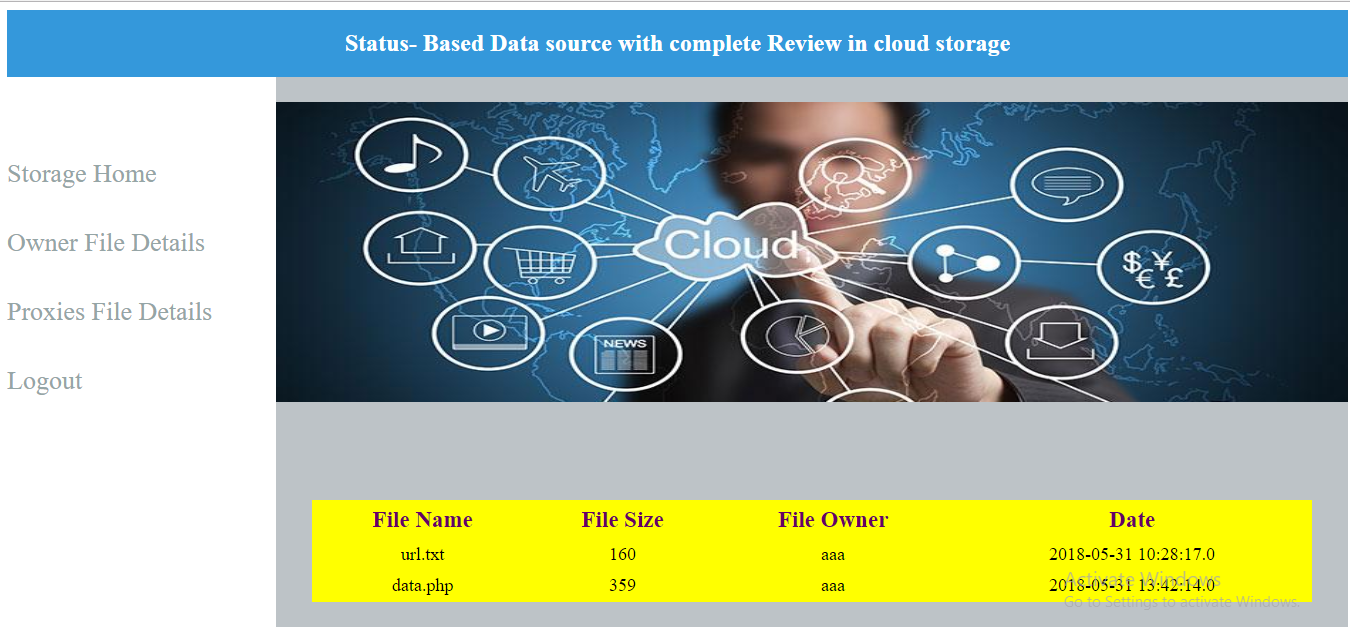 Status- Based Data source with complete Review in cloud storage
Storage Home
Owner File Details
Proxies File Details
Logout
Cloud
NEWS
$ ¥
€ £
File Name File Size File Owner Date
url.txt 160 aaa 2018-05-31 10:28:17.0
data.php 359 aaa 2018-05-31 13:42:14.0
Activate Windows
Go to Settings to activate Windows.